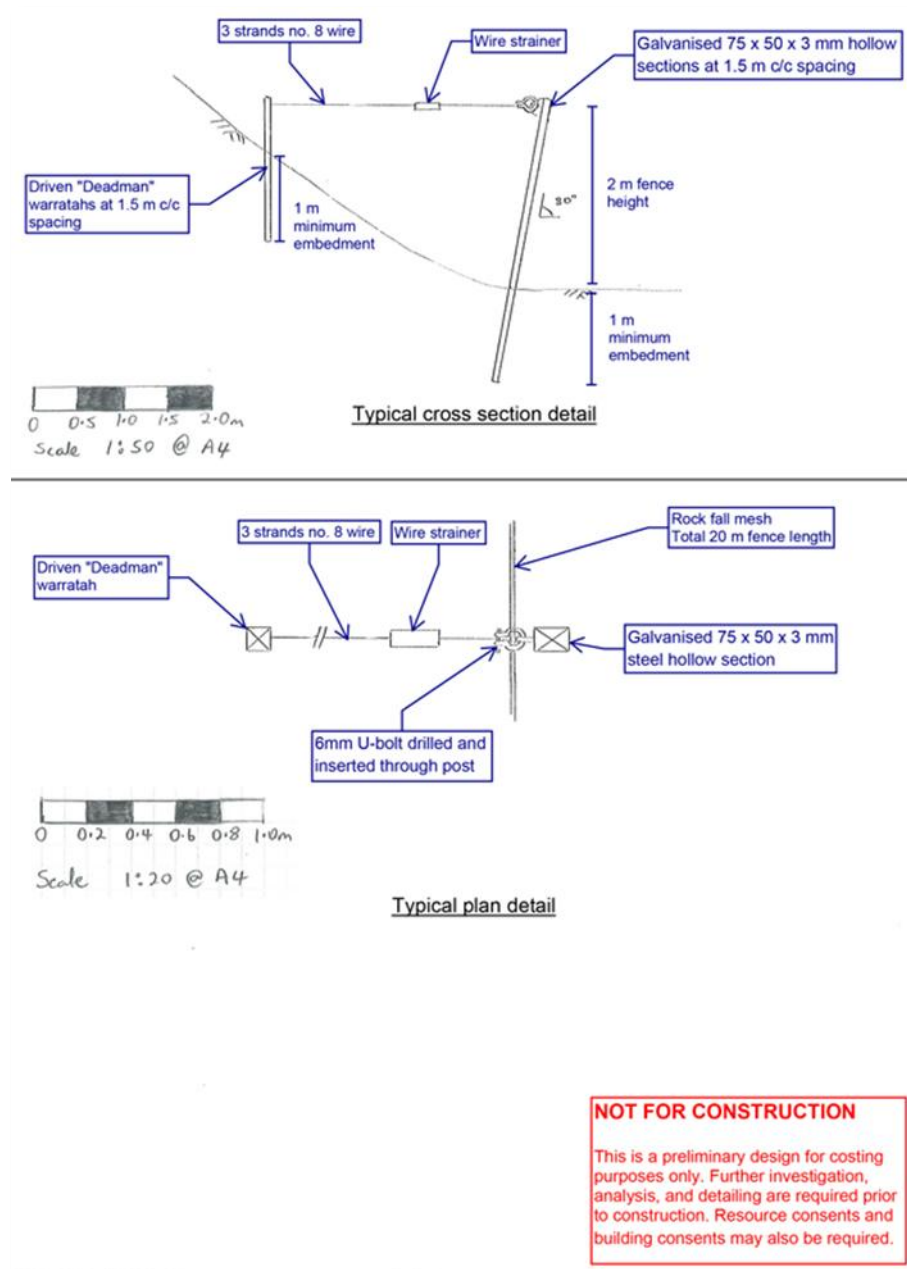 3 strands no. 8 wire
Wire strainer
Galvanised 75 x 50 x 3 mm hollow
sections at 1.5 m c/c spacing
Driven "Deadman"
warratahs at 1.5 m c/c
spacing
1 m
minimum
embedment
80°
2 m fence
height
1 m
minimum
embedment
0 0.5 1.0 1.5 2.0m
Scale 1:50 @ A4
Typical cross section detail
3 strands no. 8 wire
Wire strainer
Rock fall mesh
Total 20 m fence length
Driven "Deadman"
warratah
Galvanised 75 x 50 x 3 mm
steel hollow section
6mm U-bolt drilled and
inserted through post
0 0.2 0.4 0.6 0.8 1.0m
Scale 1:20 @ A4
Typical plan detail
NOT FOR CONSTRUCTION
This is a preliminary design for costing
purposes only. Further investigation,
analysis, and detailing are required prior
to construction. Resource consents and
building consents may also be required.